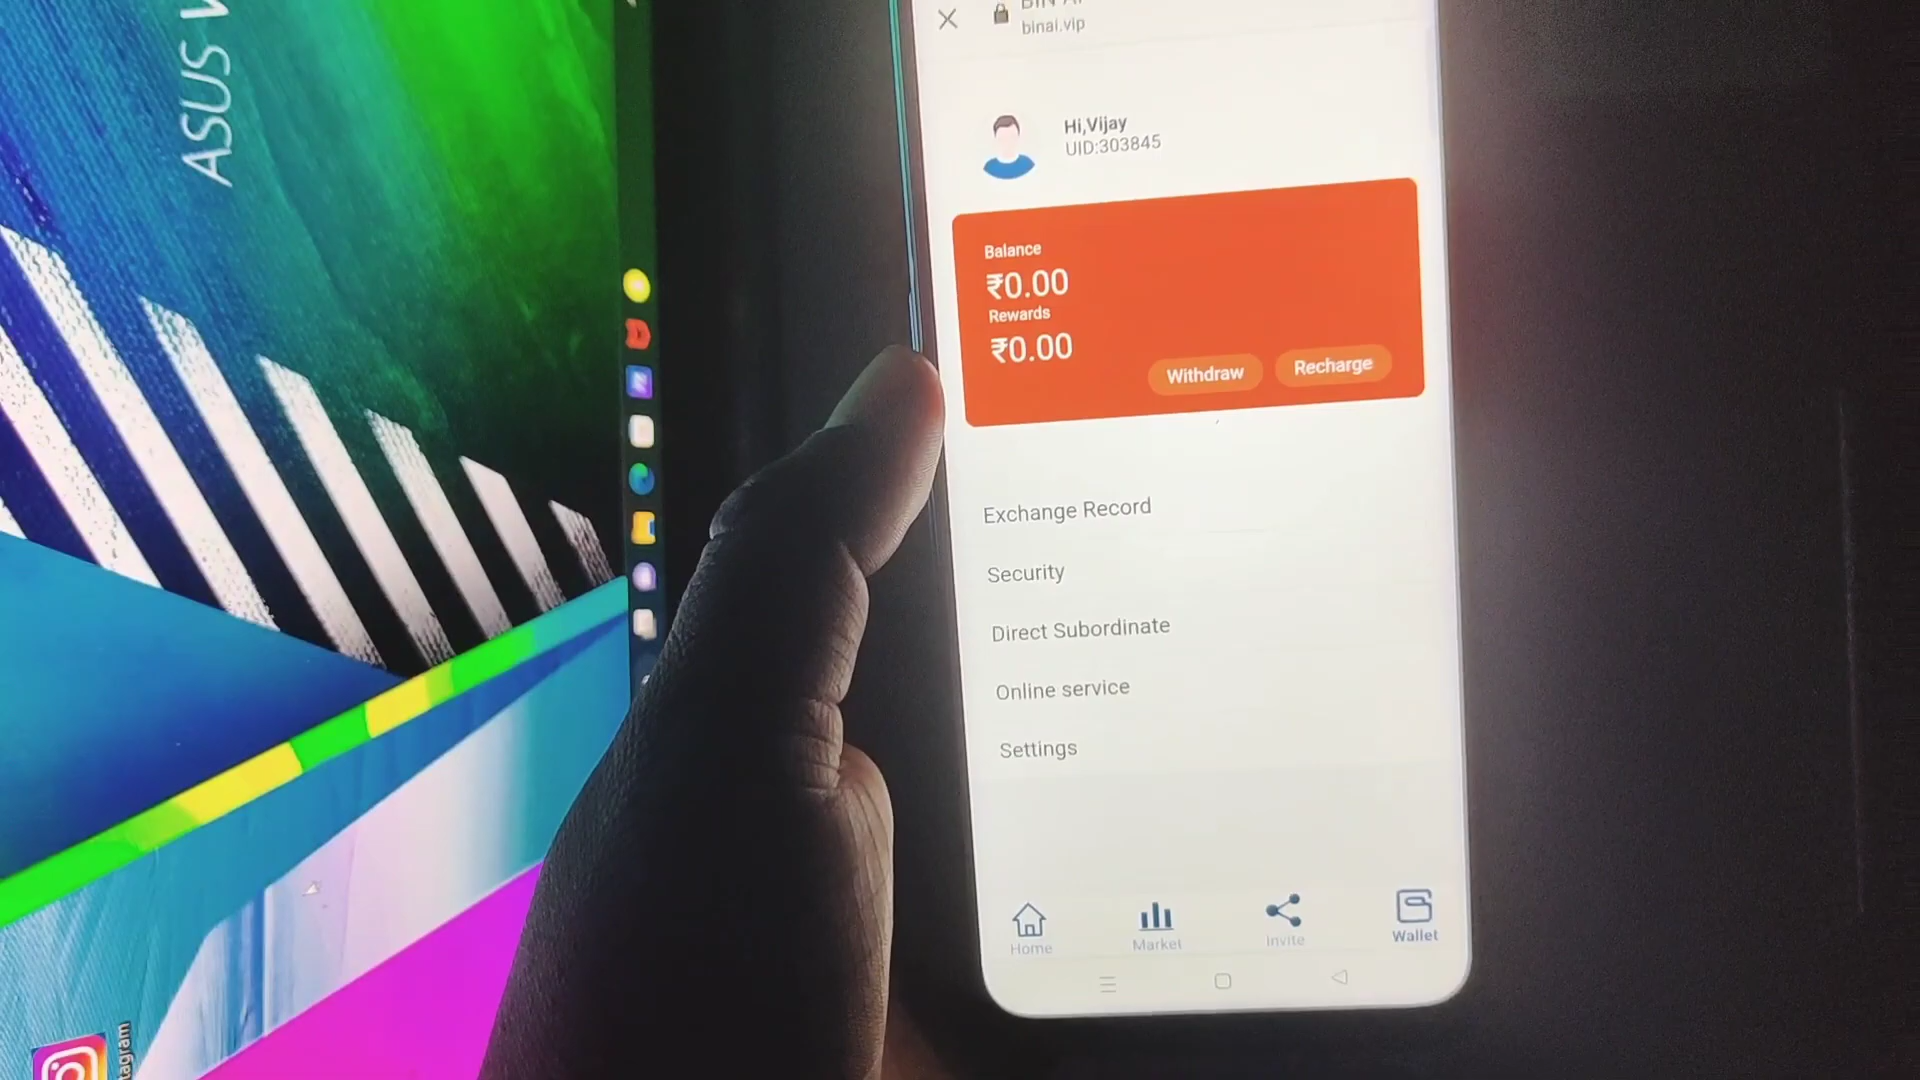 ASUS
binai.vip
Hi,Vijay
UID:303845
Balance
₹0.00
Rewards
₹0.00
Withdraw
Recharge
Exchange Record
Security
Direct Subordinate
Online service
Settings
Home
Market
Invite
Wallet